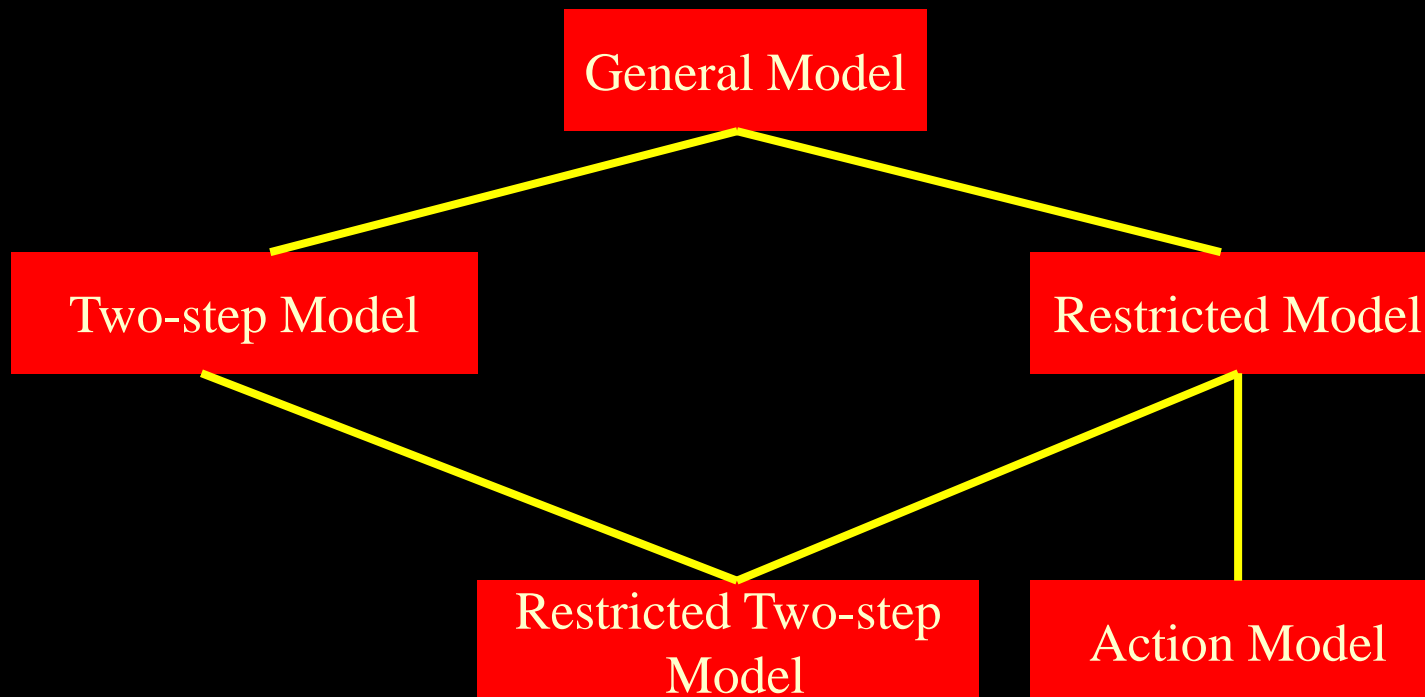 General Model
Two-step Model
Restricted Model
Restricted Two-step
Model
Action Model